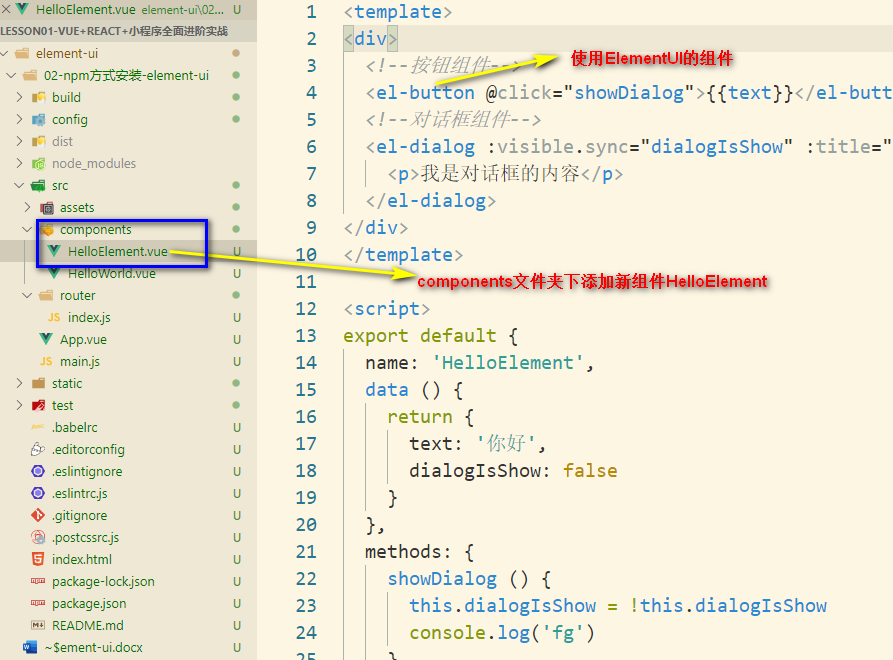 HelloElement.vue element-ui\02... U
LESSON01-VUE+REACT+小程序全面进阶实战
element-ui
02-npm方式安装-element-ui
build
config
dist
node_modules
src
assets
components
HelloElement.vue U
HelloWorld.vue U
router
index.js U
App.vue U
main.js U
static
test
.babelrc U
.editorconfig U
.eslintignore U
.eslintrc.js U
.gitignore U
.postcssrc.js U
index.html U
package-lock.json U
package.json U
README.md U
~$ement-ui.docx U
1 <template>
2 <div>
3 <!--按钮组件-->
使用ElementUI的组件
4 <el-button @click="showDialog">{{text}}</el-butt
5 <!--对话框组件-->
6 <el-dialog :visible.sync="dialogIsShow" :title="
7 <p>我是对话框的内容</p>
8 </el-dialog>
9 </div>
10 </template>
components文件夹下添加新组件HelloElement
11
12 <script>
13 export default {
14 name: 'HelloElement',
15 data () {
16 return {
17 text: '你好',
18 dialogIsShow: false
19 }
20 },
21 methods: {
22 showDialog () {
23 this.dialogIsShow = !this.dialogIsShow
24 console.log('fg')
25 }